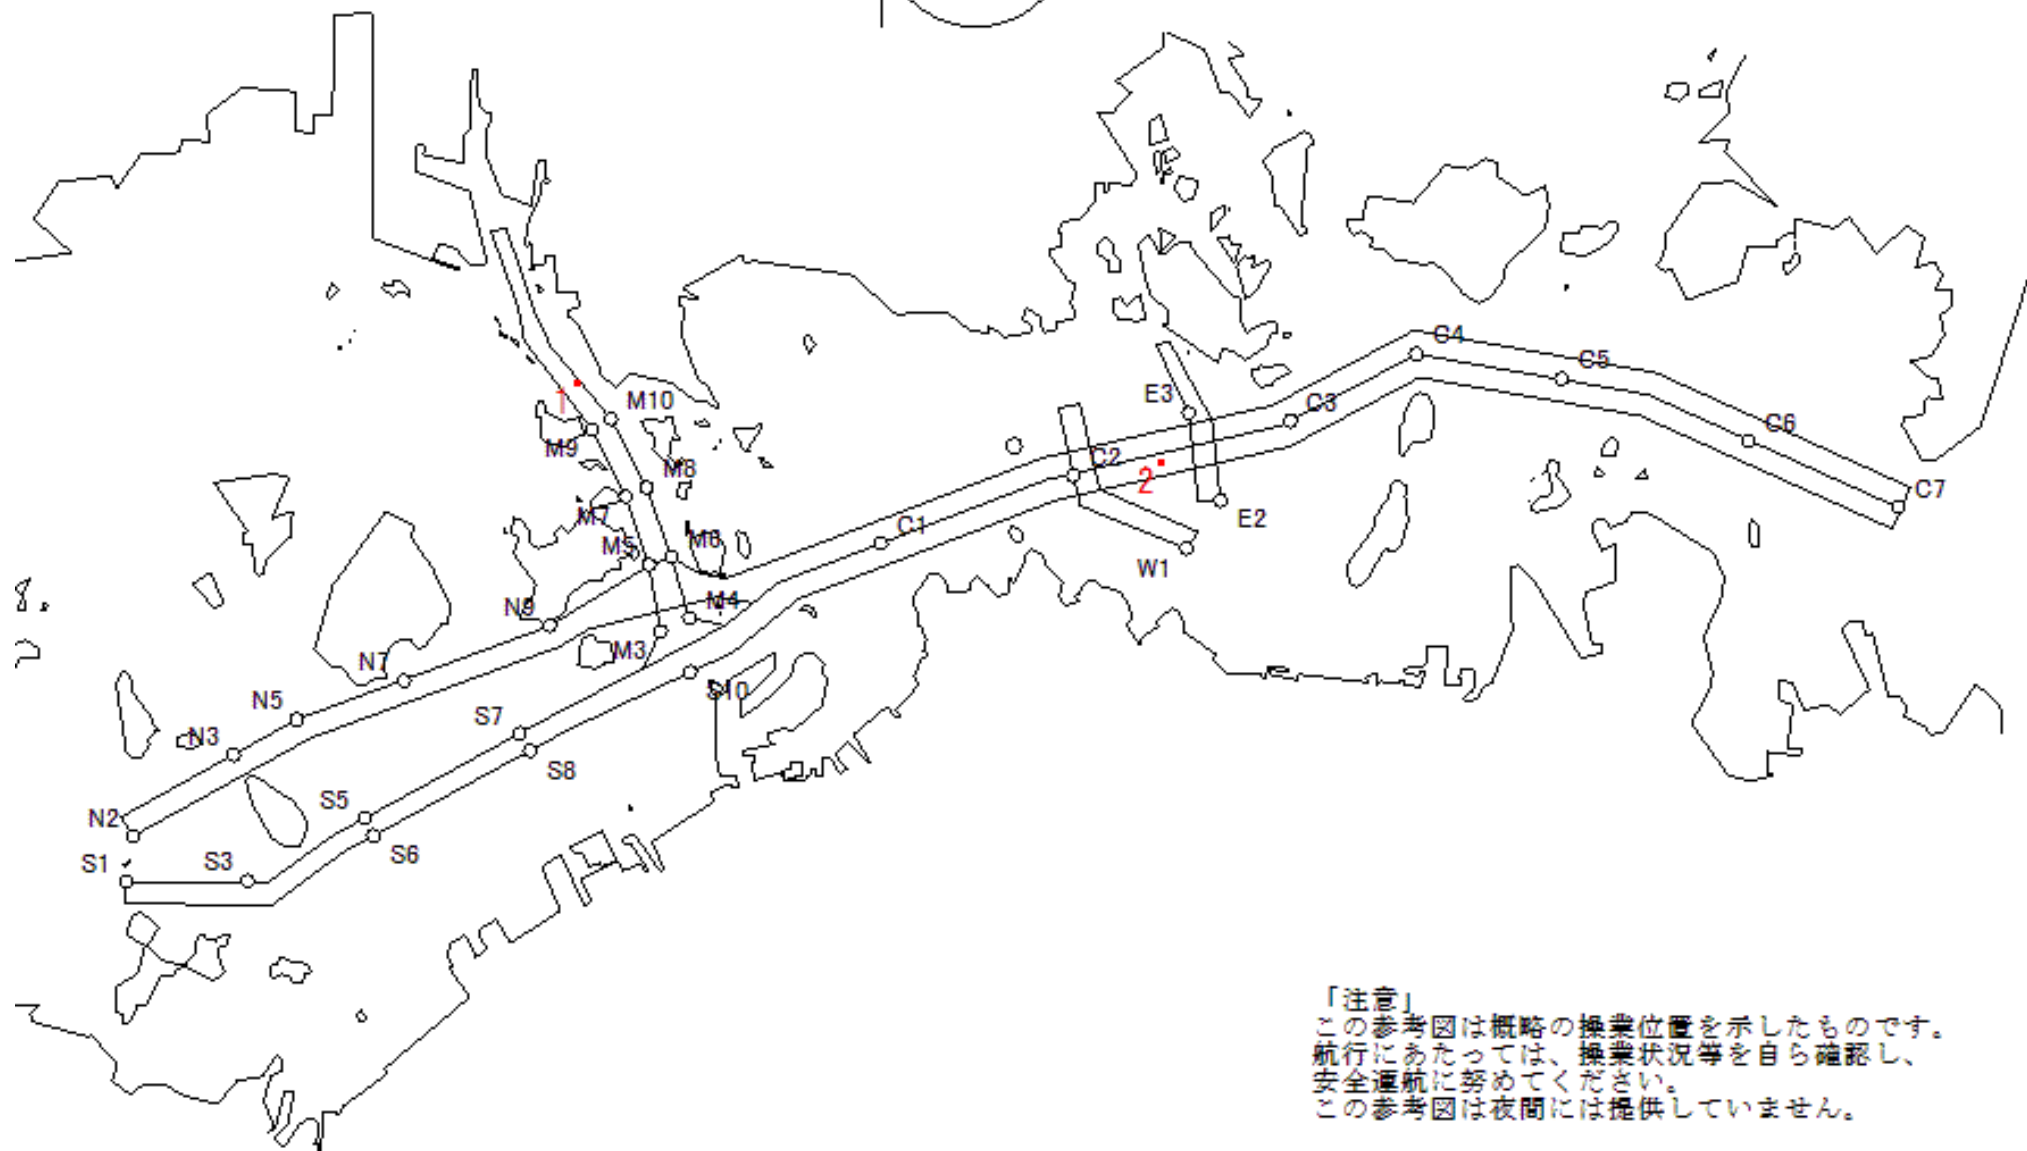 C4
C5
M10
E3
C3
1
C6
M9
C2
M8
2
C7
M7
E2
C1
M6
M5
W1
N9
M4
M3
N7
S10
N5
S7
N3
S8
S5
N2
S6
S1
S3
「注意」
この参考図は概略の操業位置を示したものです。
航行にあたっては、操業状況等を自ら確認し、
安全運航に努めてください。
この参考図は夜間には提供していません。